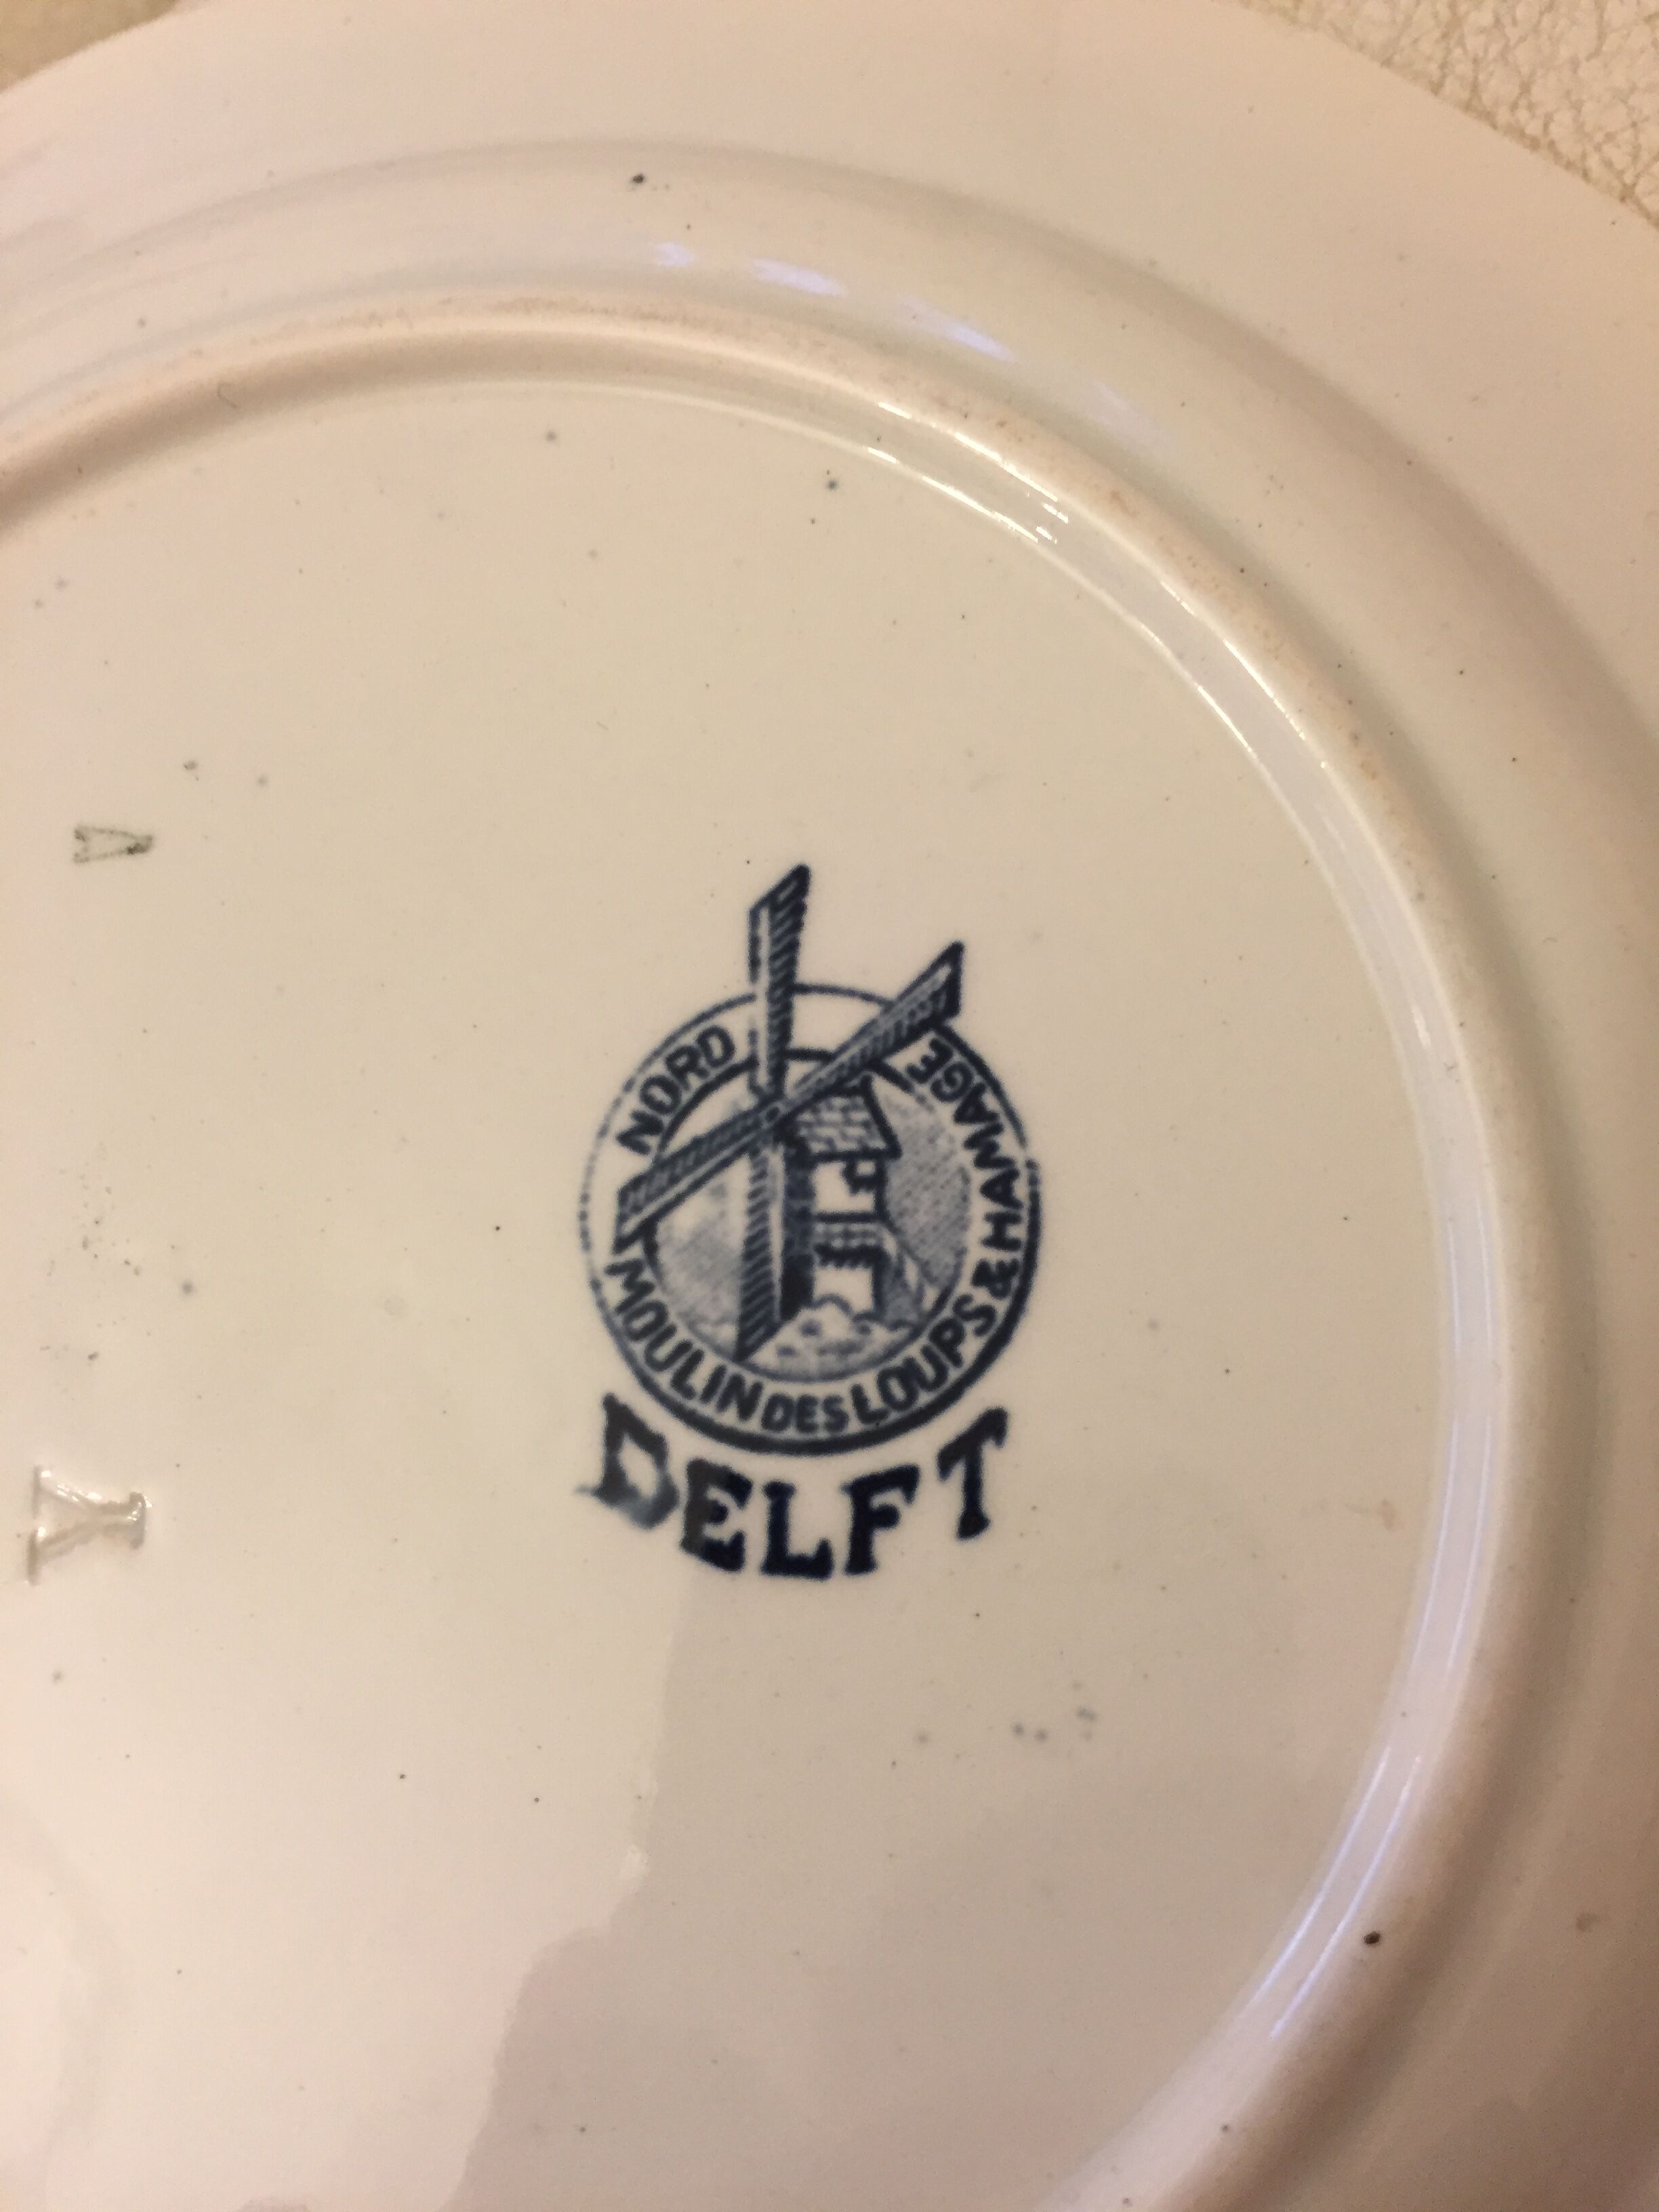 NORD
MOULIN DES LOUPS & HAMAGE
DELFT
Y